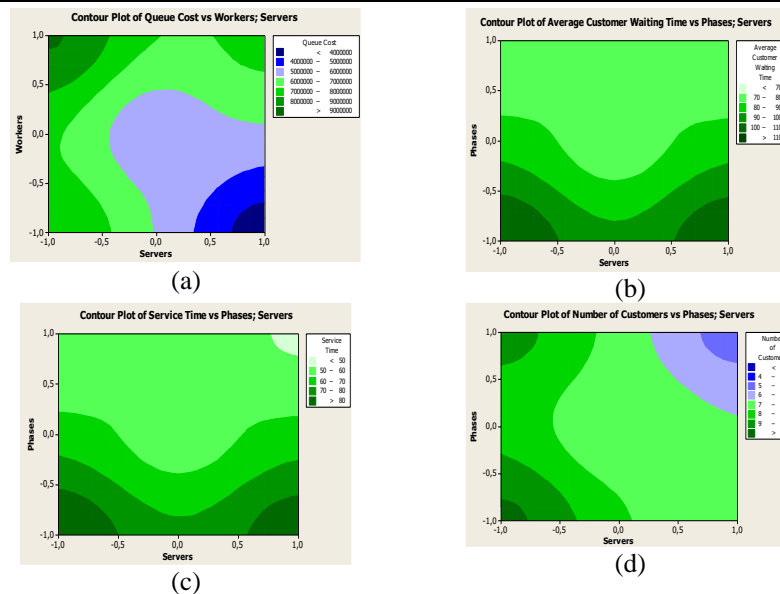 Contour Plot of Queue Cost vs Workers; Servers
Queue Cost
< 4000000
4000000 – 5000000
5000000 – 6000000
6000000 – 7000000
7000000 – 8000000
8000000 – 9000000
> 9000000
Workers
1,0
0,5
0,0
-0,5
-1,0
-1,0 -0,5 0,0 0,5 1,0
Servers
(a)
Contour Plot of Average Customer Waiting Time vs Phases; Servers
Average
Customer
Waiting
Time
< 70
70 – 80
80 – 90
90 – 100
100 – 110
> 110
Phases
1,0
0,5
0,0
-0,5
-1,0
-1,0 -0,5 0,0 0,5 1,0
Servers
(b)
Contour Plot of Service Time vs Phases; Servers
Service
Time
< 50
50 – 60
60 – 70
70 – 80
> 80
Phases
1,0
0,5
0,0
-0,5
-1,0
-1,0 -0,5 0,0 0,5 1,0
Servers
(c)
Contour Plot of Number of Customers vs Phases; Servers
of
<
4 –
5 –
6 –
7 –
8 –
9 –
>
Phases
1,0
0,5
0,0
-0,5
-1,0
-1,0 -0,5 0,0 0,5 1,0
Servers
(d)